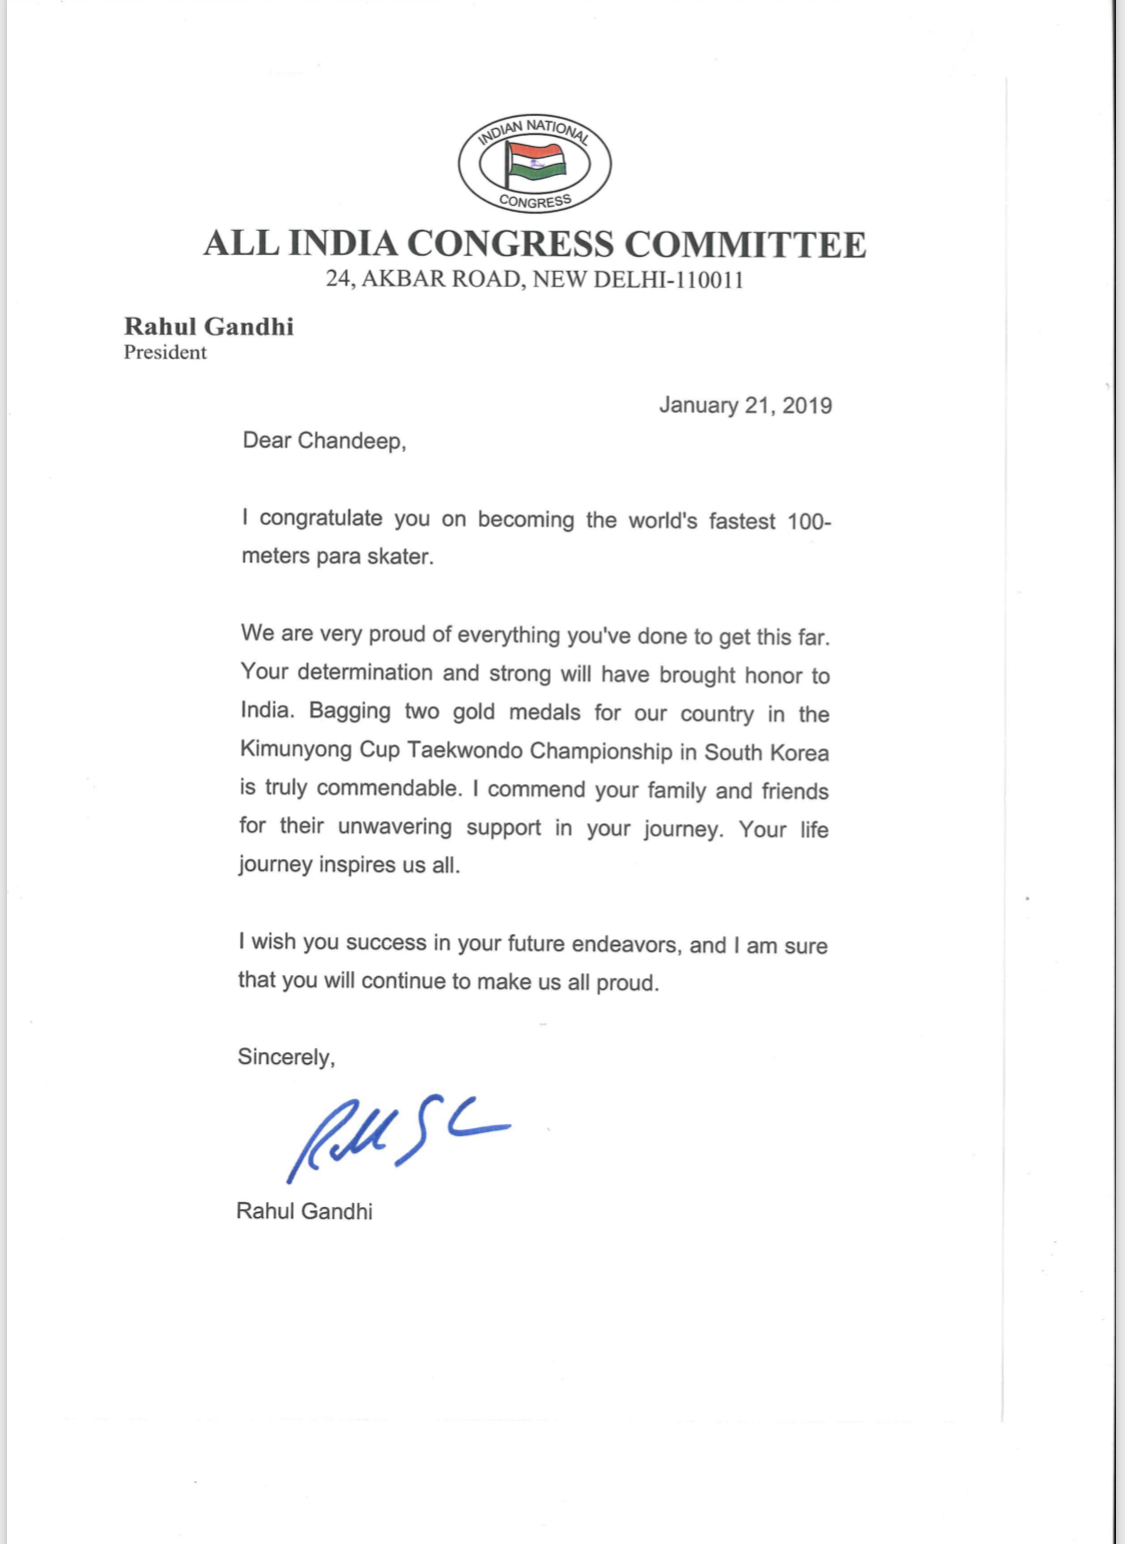 INDIAN NATIONAL
CONGRESS
ALL INDIA CONGRESS COMMITTEE
24, AKBAR ROAD, NEW DELHI-110011
Rahul Gandhi
President
January 21, 2019
Dear Chandeep,
I congratulate you on becoming the world's fastest 100-
meters para skater.
We are very proud of everything you've done to get this far.
Your determination and strong will have brought honor to
India. Bagging two gold medals for our country in the
Kimunyong Cup Taekwondo Championship in South Korea
is truly commendable. I commend your family and friends
for their unwavering support in your journey. Your life
journey inspires us all.
I wish you success in your future endeavors, and I am sure
that you will continue to make us all proud.
Sincerely,
Rahul Gandhi